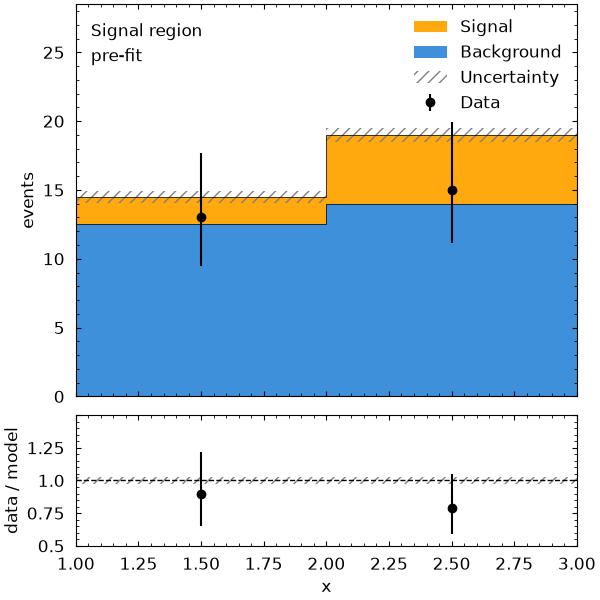 Signal region
pre-fit
Signal
Background
Uncertainty
Data
events
25
20
15
10
5
0
data / model
1.25
1.0
0.75
0.5
1.00 1.25 1.50 1.75 2.00 2.25 2.50 2.75 3.00
x